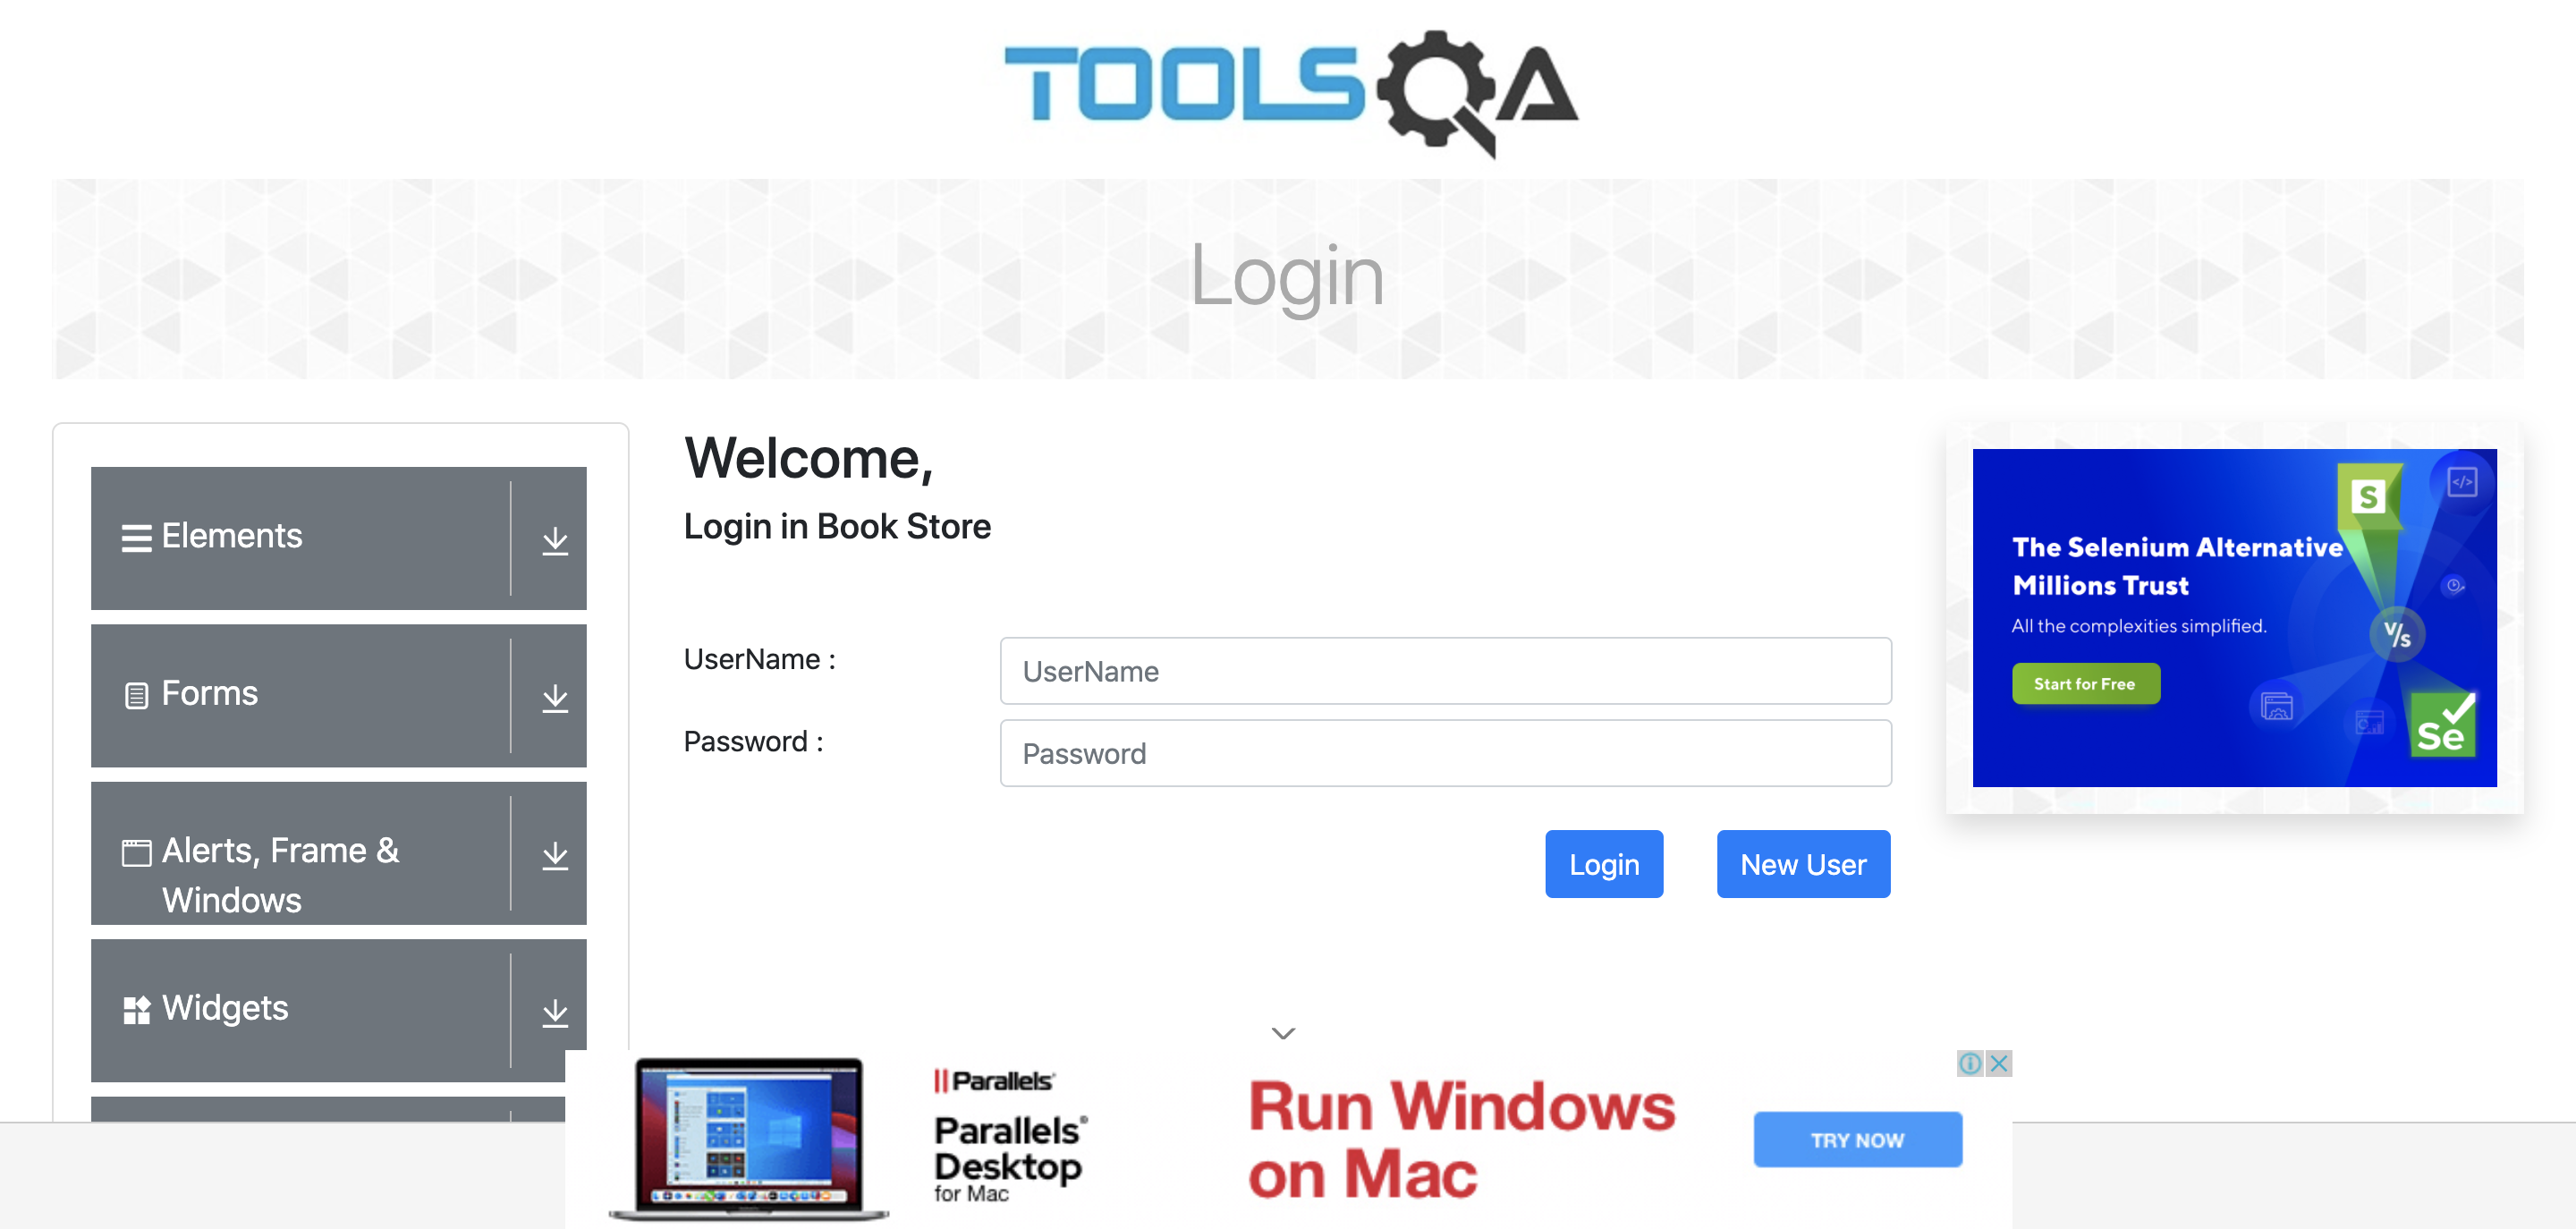 TOOLSQA
Login
Elements
Forms
Alerts, Frame &
Windows
Widgets
Welcome,
Login in Book Store
UserName :
UserName
Password :
Password
Login
New User
The Selenium Alternative
Millions Trust
All the complexities simplified.
Start for Free
S
</>
V/s
Se
Parallels
Parallels®
Desktop
for Mac
Run Windows
on Mac
TRY NOW